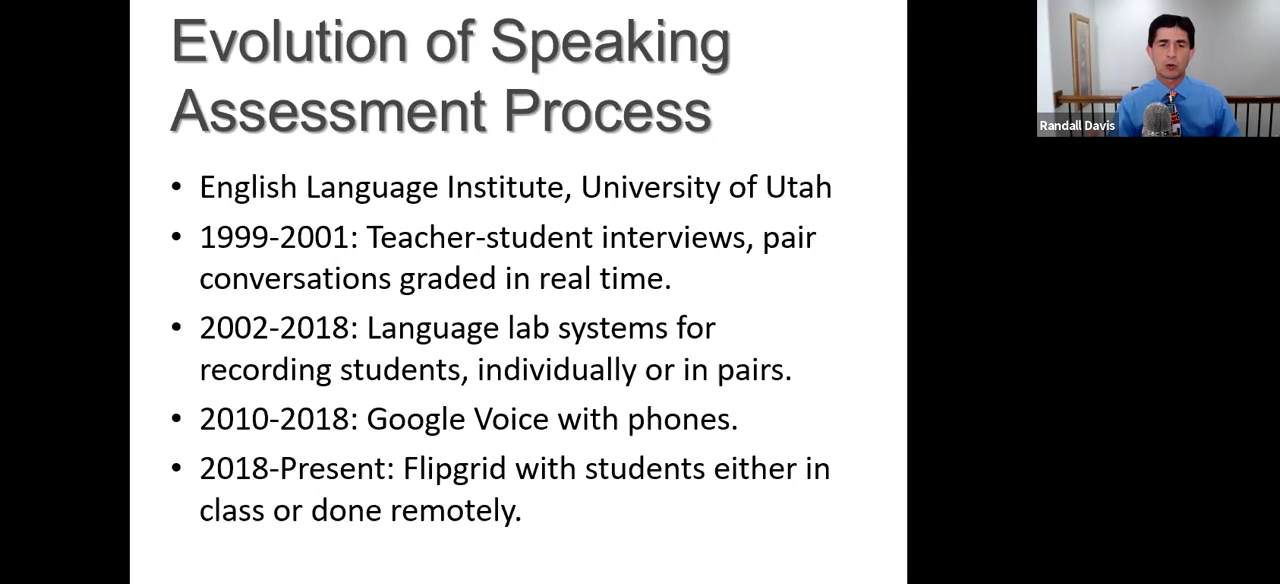 Evolution of Speaking
Assessment Process
• English Language Institute, University of Utah
• 1999-2001: Teacher-student interviews, pair
conversations graded in real time.
• 2002-2018: Language lab systems for
recording students, individually or in pairs.
• 2010-2018: Google Voice with phones.
• 2018-Present: Flipgrid with students either in
class or done remotely.
Randall Davis